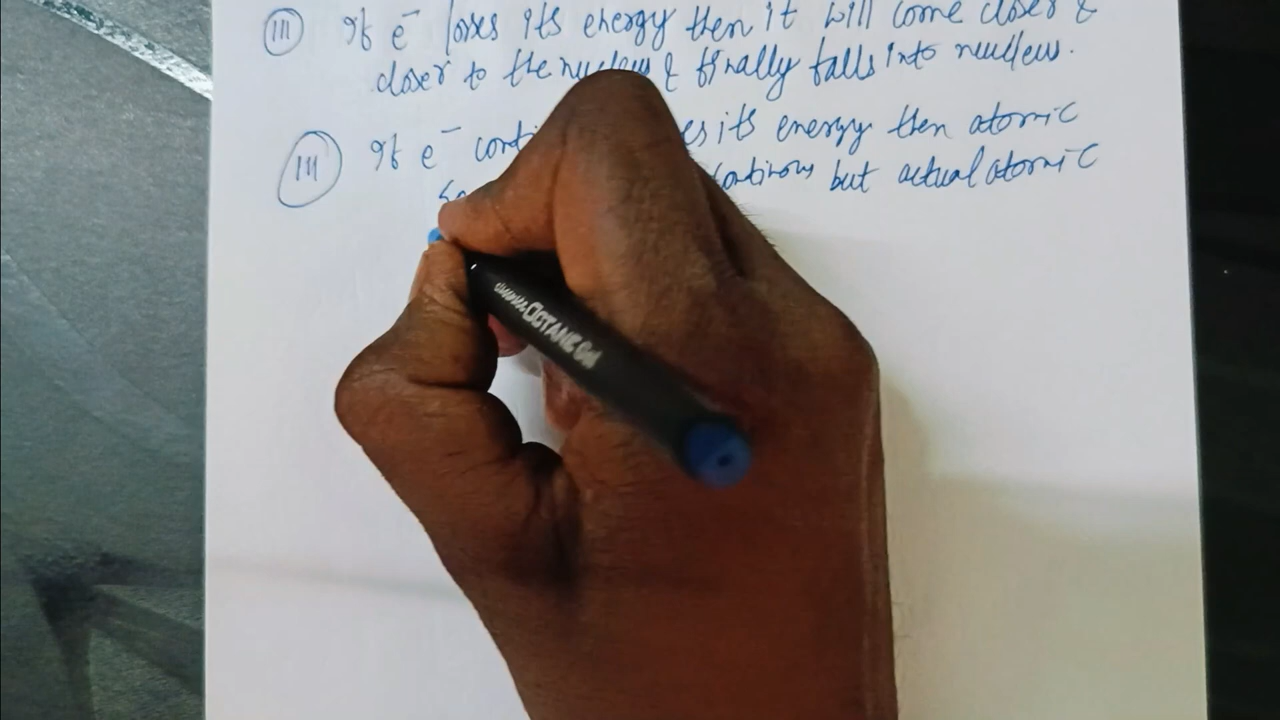 III If e⁻ loses its energy then it will come closer &
closer to the nucleus & finally falls into nucleus.
III If e⁻ its energy then atomic
but actual atomic
OCTANE Gel